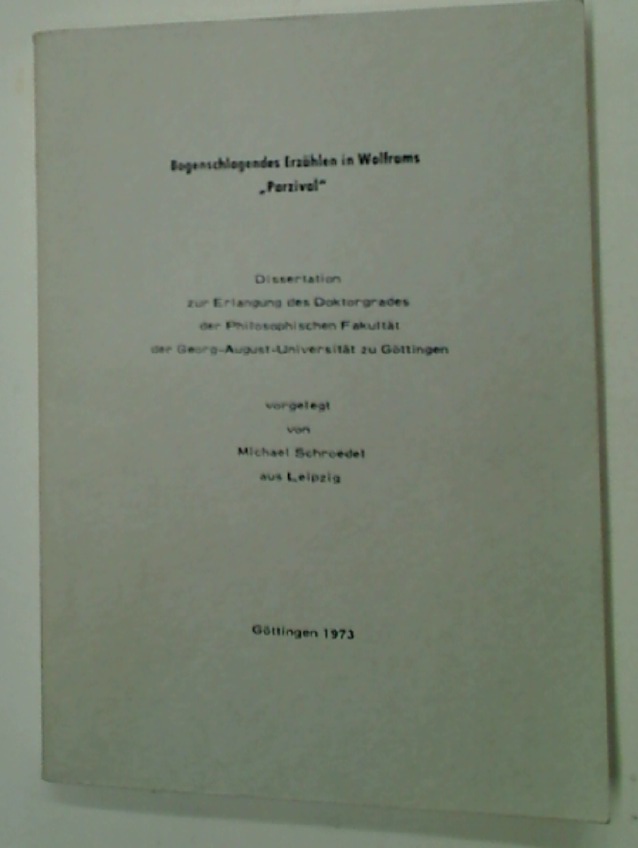 Bogenschlagendes Erzählen in Wolframs
„Parzival"
Dissertation
zur Erlangung des Doktorgrades
der Philosophischen Fakultät
der Georg-August-Universität zu Göttingen
vorgelegt
von
Michael Schroedel
aus Leipzig
Göttingen 1973